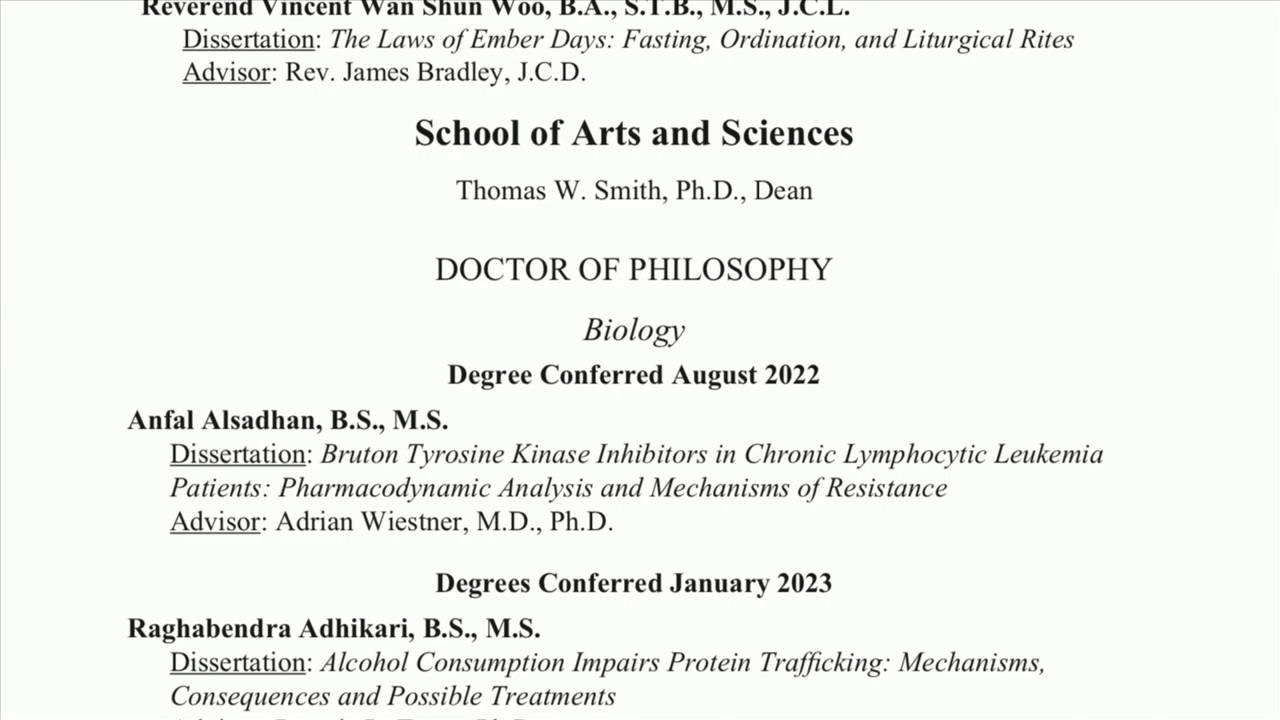 Reverend Vincent Wan Shun Woo, B.A., S.T.B., M.S., J.C.L.
Dissertation: The Laws of Ember Days: Fasting, Ordination, and Liturgical Rites
Advisor: Rev. James Bradley, J.C.D.
School of Arts and Sciences
Thomas W. Smith, Ph.D., Dean
DOCTOR OF PHILOSOPHY
Biology
Degree Conferred August 2022
Anfal Alsadhan, B.S., M.S.
Dissertation: Bruton Tyrosine Kinase Inhibitors in Chronic Lymphocytic Leukemia
Patients: Pharmacodynamic Analysis and Mechanisms of Resistance
Advisor: Adrian Wiestner, M.D., Ph.D.
Degrees Conferred January 2023
Raghabendra Adhikari, B.S., M.S.
Dissertation: Alcohol Consumption Impairs Protein Trafficking: Mechanisms,
Consequences and Possible Treatments